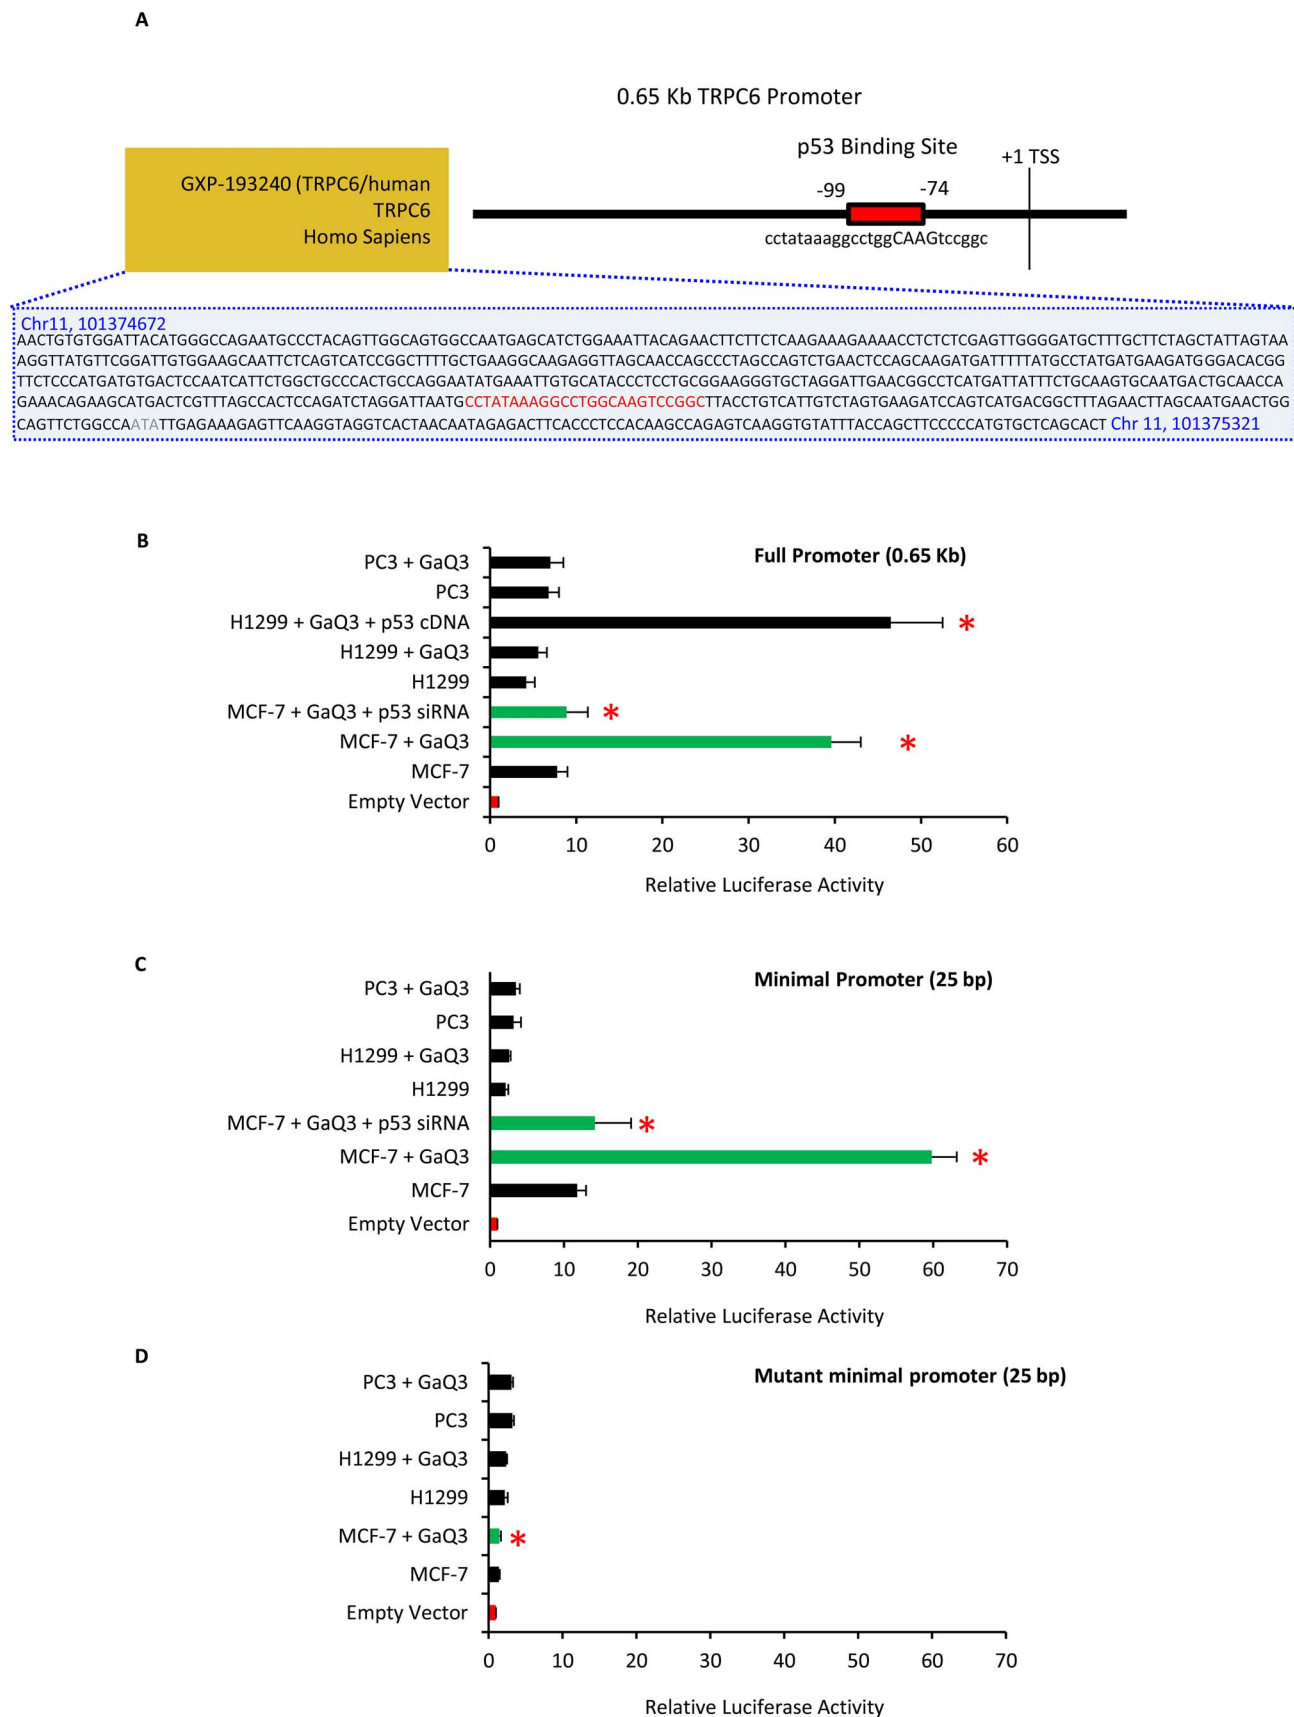 A
0.65 Kb TRPC6 Promoter
p53 Binding Site
+1 TSS
-99
-74
GXP-193240 (TRPC6/human
TRPC6
Homo Sapiens
cctataaaggcctggCAAGtccggc
Chr11, 101374672
AACTGTGTGGATTACATGGGCCAGAATGCCCTACAGTTGGCAGTGGCCAATGAGCATCTGGAAATTACAGAACTTCTTCTCAAGAAAGAAAACCTCTCTCGAGTTGGGGATGCTTTGCTTCTAGCTATTAGTAA
AGGTTATGTTCGGATTGTGGAAGCAATTCTCAGTCATCCGGCTTTTGCTGAAGGCAAGAGGTTAGCAACCAGCCCTAGCCAGTCTGAACTCCAGCAAGATGATTTTTATGCCTATGATGAAGATGGGACACGG
TTCTCCCATGATGTGACTCCAATCATTCTGGCTGCCCACTGCCAGGAATATGAAATTGTGCATACCCTCCTGCGGAAGGGTGCTAGGATTGAACGGCCTCATGATTATTTCTGCAAGTGCAATGACTGCAACCA
GAAACAGAAGCATGACTCGTTTAGCCACTCCAGATCTAGGATTAATGCCTATAAAGGCCTGGCAAGTCCGGCTTACCTGTCATTGTCTAGTGAAGATCCAGTCATGACGGCTTTAGAACTTAGCAATGAACTGG
CAGTTCTGGCCAATATTGAGAAAGAGTTCAAGGTAGGTCACTAACAATAGAGACTTCACCCTCCACAAGCCAGAGTCAAGGTGTATTTACCAGCTTCCCCCATGTGCTCAGCACT Chr 11, 101375321
B
Full Promoter (0.65 Kb)
PC3 + GaQ3
PC3
H1299 + GaQ3 + p53 cDNA
*
H1299 + GaQ3
H1299
MCF-7 + GaQ3 + p53 siRNA
*
MCF-7 + GaQ3
*
MCF-7
Empty Vector
0 10 20 30 40 50 60
Relative Luciferase Activity
C
Minimal Promoter (25 bp)
PC3 + GaQ3
PC3
H1299 + GaQ3
H1299
MCF-7 + GaQ3 + p53 siRNA
*
MCF-7 + GaQ3
*
MCF-7
Empty Vector
0 10 20 30 40 50 60 70
Relative Luciferase Activity
D
Mutant minimal promoter (25 bp)
PC3 + GaQ3
PC3
H1299 + GaQ3
H1299
MCF-7 + GaQ3
*
MCF-7
Empty Vector
0 10 20 30 40 50 60 70
Relative Luciferase Activity